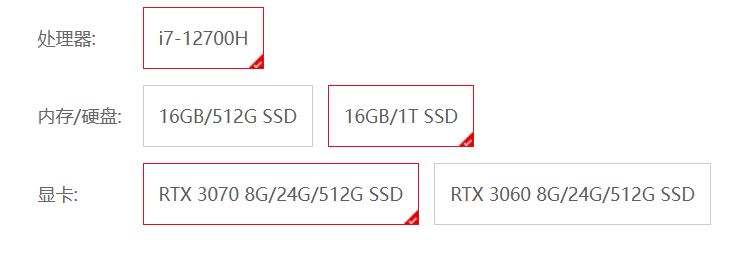 处理器: i7-12700H
内存/硬盘: 16GB/512G SSD 16GB/1T SSD
显卡: RTX 3070 8G/24G/512G SSD RTX 3060 8G/24G/512G SSD